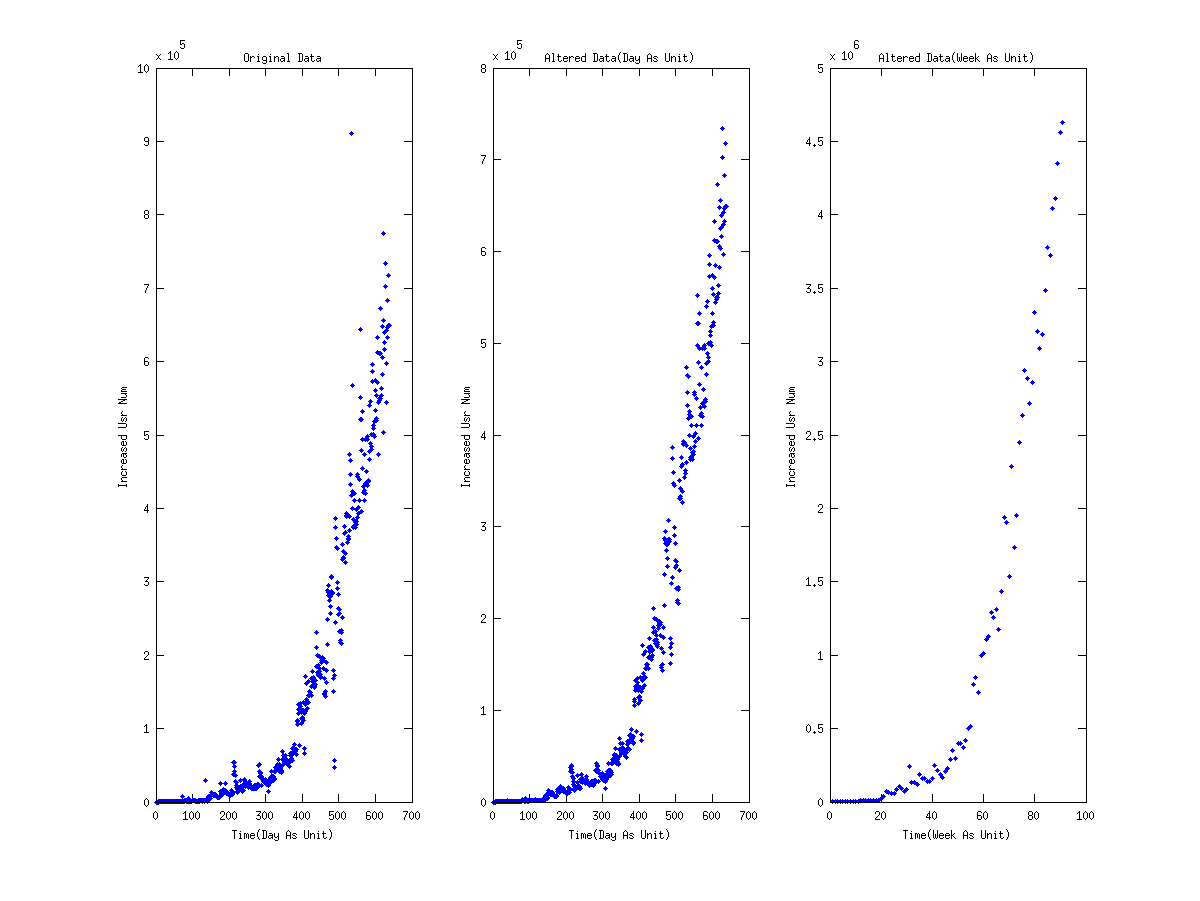 × 10 5
Original Data
10
9
8
7
6
5
4
3
2
1
0
0 100 200 300 400 500 600 700
Time(Day As Unit)
Increased Usr Num
× 10 5
Altered Data(Day As Unit)
8
7
6
5
4
3
2
1
0
0 100 200 300 400 500 600 700
Time(Day As Unit)
Increased Usr Num
× 10 6
Altered Data(Week As Unit)
5
4.5
4
3.5
3
2.5
2
1.5
1
0.5
0
0 20 40 60 80 100
Time(Week As Unit)
Increased Usr Num